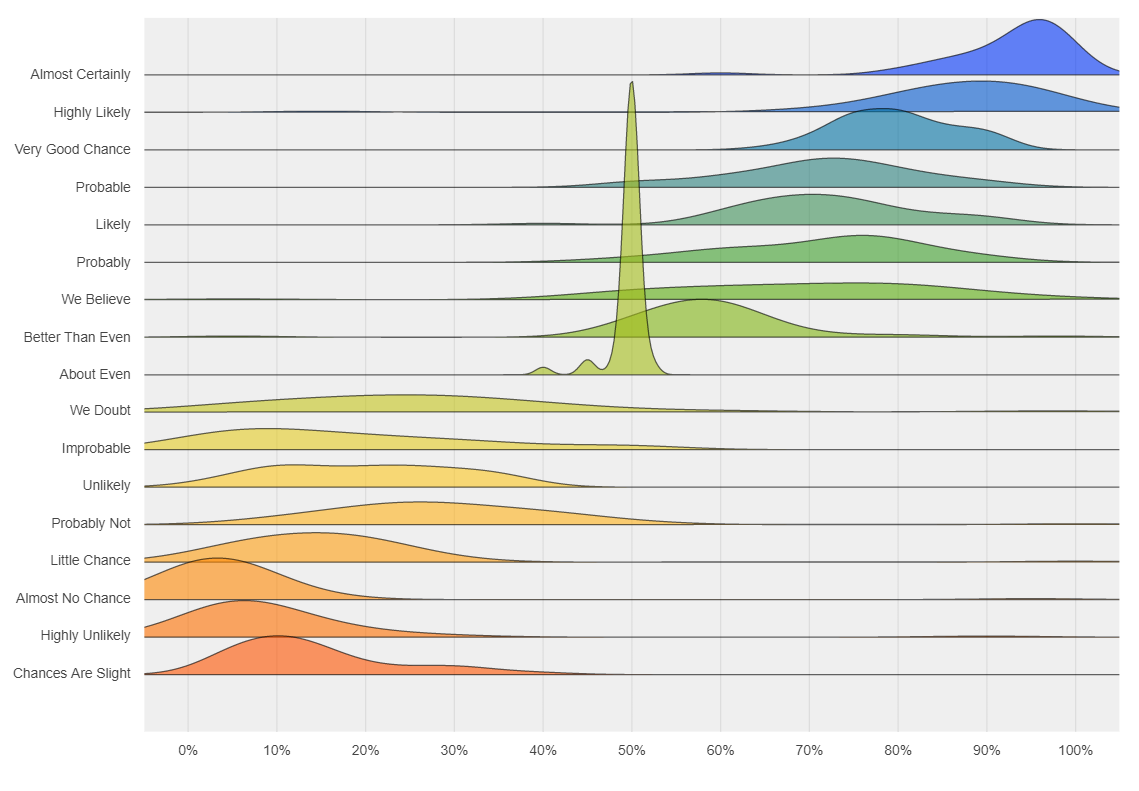 Almost Certainly
Highly Likely
Very Good Chance
Probable
Likely
Probably
We Believe
Better Than Even
About Even
We Doubt
Improbable
Unlikely
Probably Not
Little Chance
Almost No Chance
Highly Unlikely
Chances Are Slight
0% 10% 20% 30% 40% 50% 60% 70% 80% 90% 100%